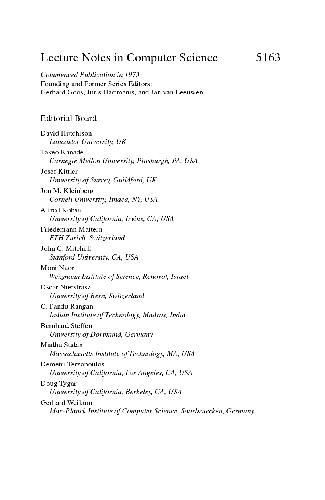 Lecture Notes in Computer Science 5163
Commenced Publication in 1973
Founding and Former Series Editors:
Gerhard Goos, Juris Hartmanis, and Jan van Leeuwen
Editorial Board
David Hutchison
Lancaster University, UK
Takeo Kanade
Carnegie Mellon University, Pittsburgh, PA, USA
Josef Kittler
University of Surrey, Guildford, UK
Jon M. Kleinberg
Cornell University, Ithaca, NY, USA
Alfred Kobsa
University of California, Irvine, CA, USA
Friedemann Mattern
ETH Zurich, Switzerland
John C. Mitchell
Stanford University, CA, USA
Moni Naor
Weizmann Institute of Science, Rehovot, Israel
Oscar Nierstrasz
University of Bern, Switzerland
C. Pandu Rangan
Indian Institute of Technology, Madras, India
Bernhard Steffen
University of Dortmund, Germany
Madhu Sudan
Massachusetts Institute of Technology, MA, USA
Demetri Terzopoulos
University of California, Los Angeles, CA, USA
Doug Tygar
University of California, Berkeley, CA, USA
Gerhard Weikum
Max-Planck Institute of Computer Science, Saarbruecken, Germany